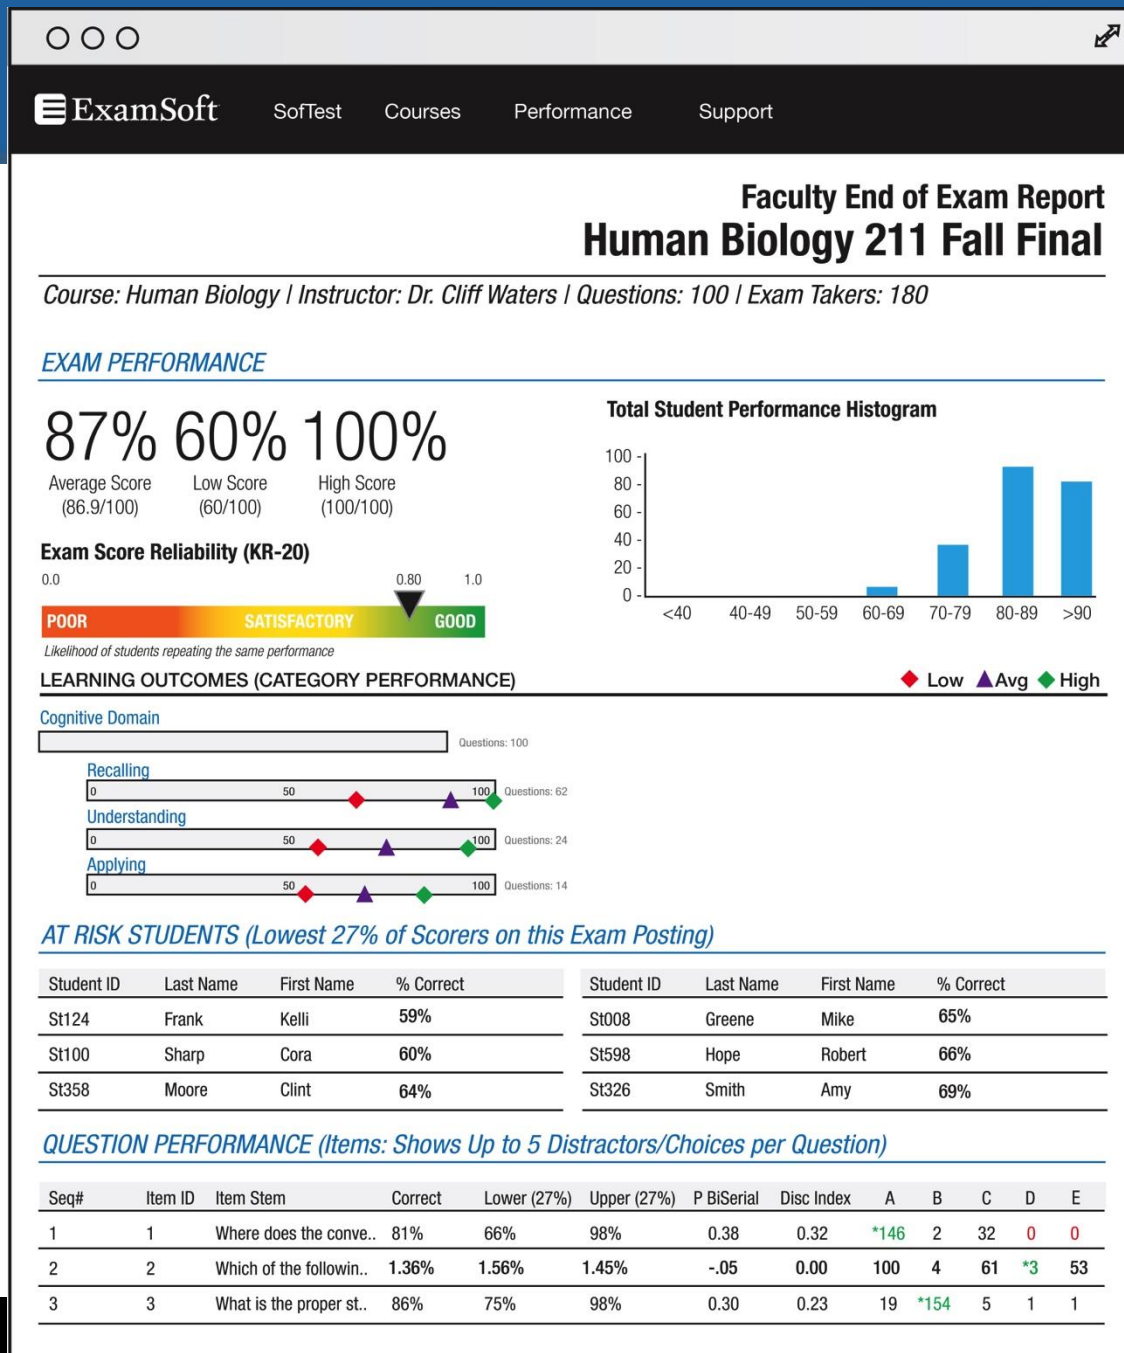 ExamSoft SofTest Courses Performance Support
Faculty End of Exam Report
Human Biology 211 Fall Final
Course: Human Biology | Instructor: Dr. Cliff Waters | Questions: 100 | Exam Takers: 180
EXAM PERFORMANCE
87% 60% 100%
Average Score Low Score High Score
(86.9/100) (60/100) (100/100)
Exam Score Reliability (KR-20)
0.0 0.80 1.0
POOR SATISFACTORY GOOD
Likelihood of students repeating the same performance
Total Student Performance Histogram
100
80
60
40
20
0
<40 40-49 50-59 60-69 70-79 80-89 >90
LEARNING OUTCOMES (CATEGORY PERFORMANCE) Low Avg High
Cognitive Domain
Questions: 100
Recalling
0 50 100 Questions: 62
Understanding
0 50 100 Questions: 24
Applying
0 50 100 Questions: 14
AT RISK STUDENTS (Lowest 27% of Scorers on this Exam Posting)
Student ID Last Name First Name % Correct Student ID Last Name First Name % Correct
St124 Frank Kelli 59% St008 Greene Mike 65%
St100 Sharp Cora 60% St598 Hope Robert 66%
St358 Moore Clint 64% St326 Smith Amy 69%
QUESTION PERFORMANCE (Items: Shows Up to 5 Distractors/Choices per Question)
Seq# Item ID Item Stem Correct Lower (27%) Upper (27%) P BiSerial Disc Index A B C D E
1 1 Where does the conve.. 81% 66% 98% 0.38 0.32 *146 2 32 0 0
2 2 Which of the followin.. 1.36% 1.56% 1.45% -.05 0.00 100 4 61 *3 53
3 3 What is the proper st.. 86% 75% 98% 0.30 0.23 19 *154 5 1 1